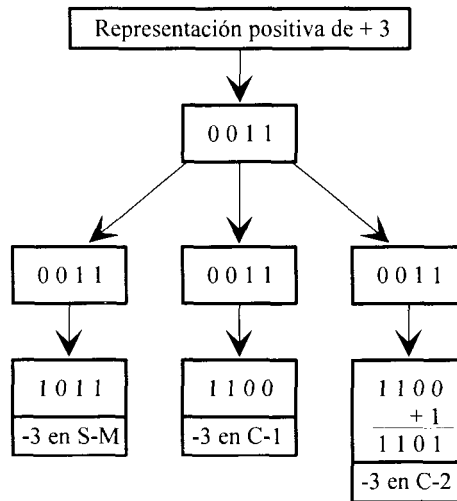 Representación positiva de + 3
0 0 1 1
0 0 1 1
0 0 1 1
0 0 1 1
1 0 1 1
-3 en S-M
1 1 0 0
-3 en C-1
1 1 0 0
+ 1
1 1 0 1
-3 en C-2